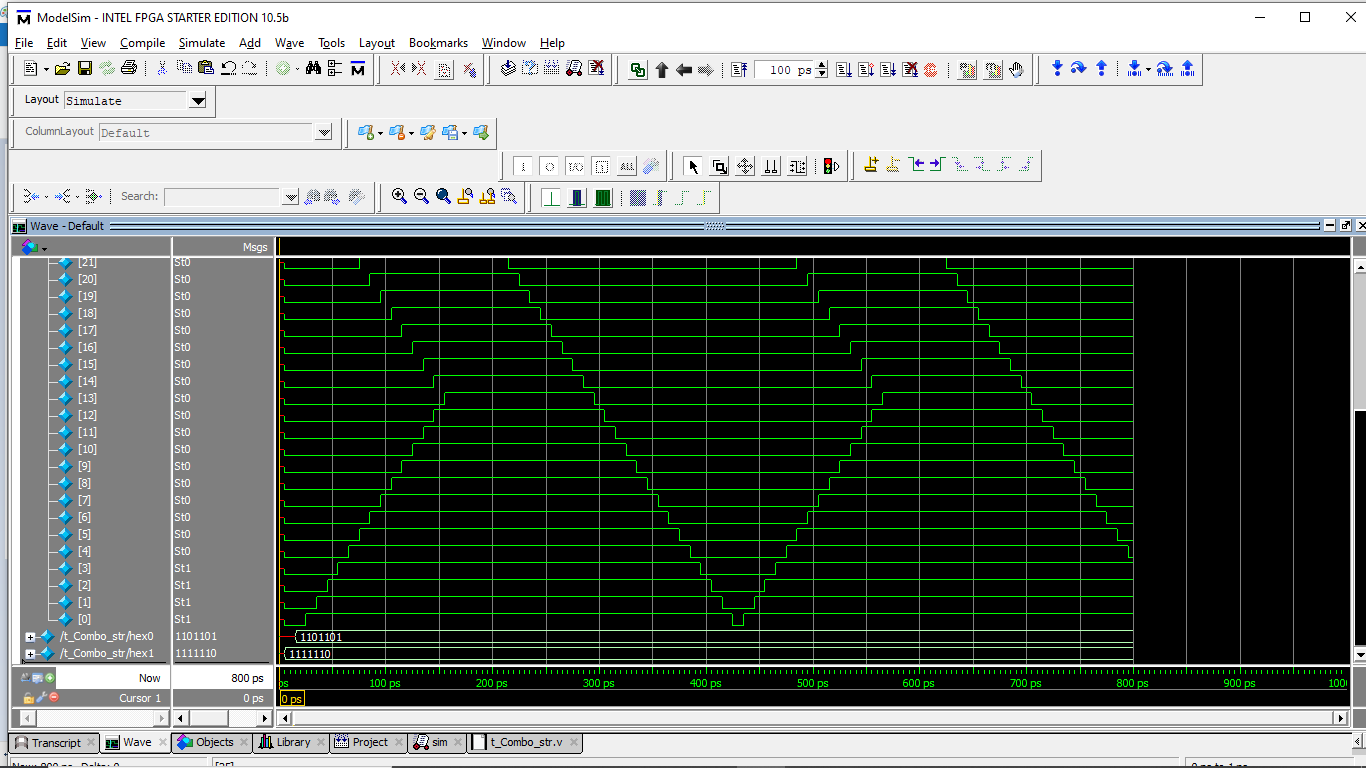 ModelSim - INTEL FPGA STARTER EDITION 10.5b
File Edit View Compile Simulate Add Wave Tools Layout Bookmarks Window Help
100 ps
Layout Simulate
ColumnLayout Default
ALL
Search:
Wave - Default
Msgs
[21] St0
[20] St0
[19] St0
[18] St0
[17] St0
[16] St0
[15] St0
[14] St0
[13] St0
[12] St0
[11] St0
[10] St0
[9] St0
[8] St0
[7] St0
[6] St0
[5] St0
[4] St0
[3] St1
[2] St1
[1] St1
[0] St1
/t_Combo_str/hex0 1101101 1101101
/t_Combo_str/hex1 1111110 1111110
Now 800 ps ps 100 ps 200 ps 300 ps 400 ps 500 ps 600 ps 700 ps 800 ps 900 ps 1000
Cursor 1 0 ps 0 ps
Transcript Wave Objects Library Project sim t_Combo_str.v